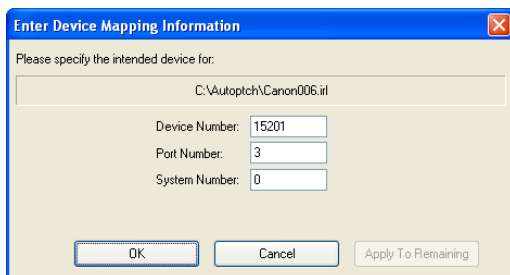 Enter Device Mapping Information
Please specify the intended device for:
C:\Autoptch\Canon006.irl
Device Number: 15201
Port Number: 3
System Number: 0
OK Cancel Apply To Remaining